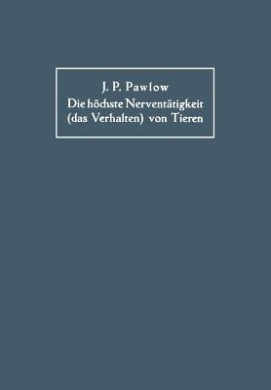 J. P. Pawlow
Die höchste Nerventätigkeit
(das Verhalten) von Tieren